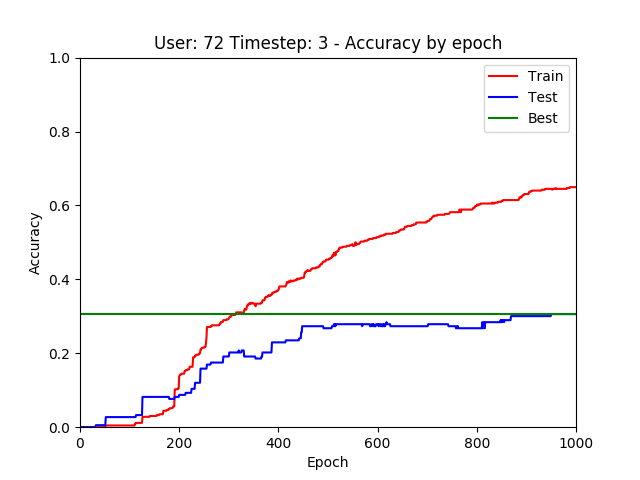 User: 72 Timestep: 3 - Accuracy by epoch
1.0
0.8
0.6
0.4
0.2
0.0
Accuracy
Train
Test
Best
0 200 400 600 800 1000
Epoch